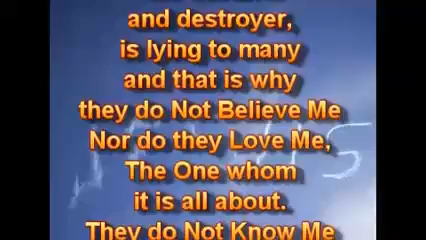 and destroyer,
is lying to many
and that is why
they do Not Believe Me
Nor do they Love Me,
The One whom
it is all about.
They do Not Know Me